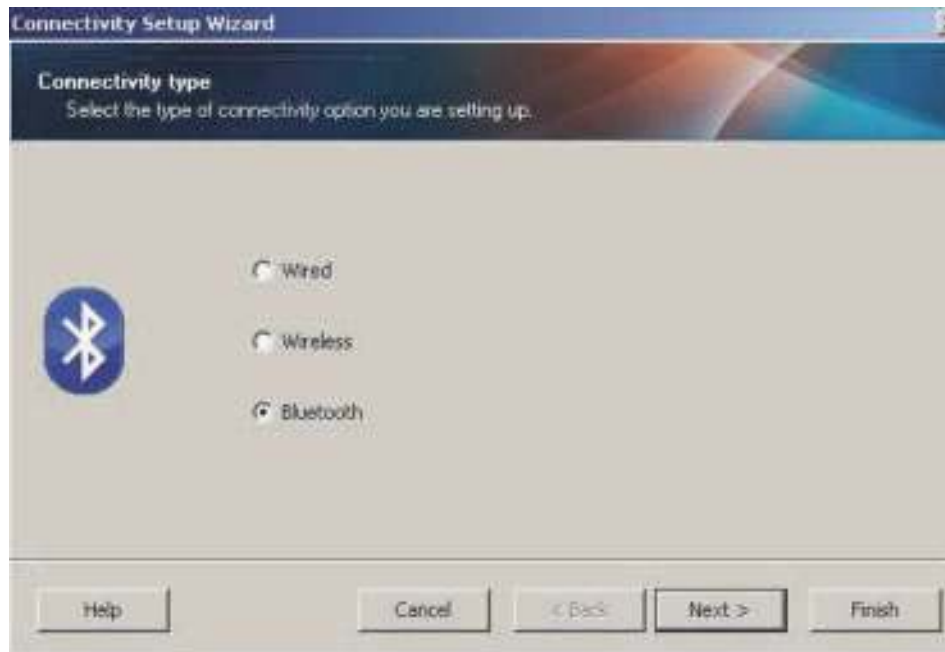 Connectivity Setup Wizard
Connectivity type
Select the type of connectivity option you are setting up.
Wired
Wireless
Bluetooth
Help
Cancel
< Back
Next >
Finish